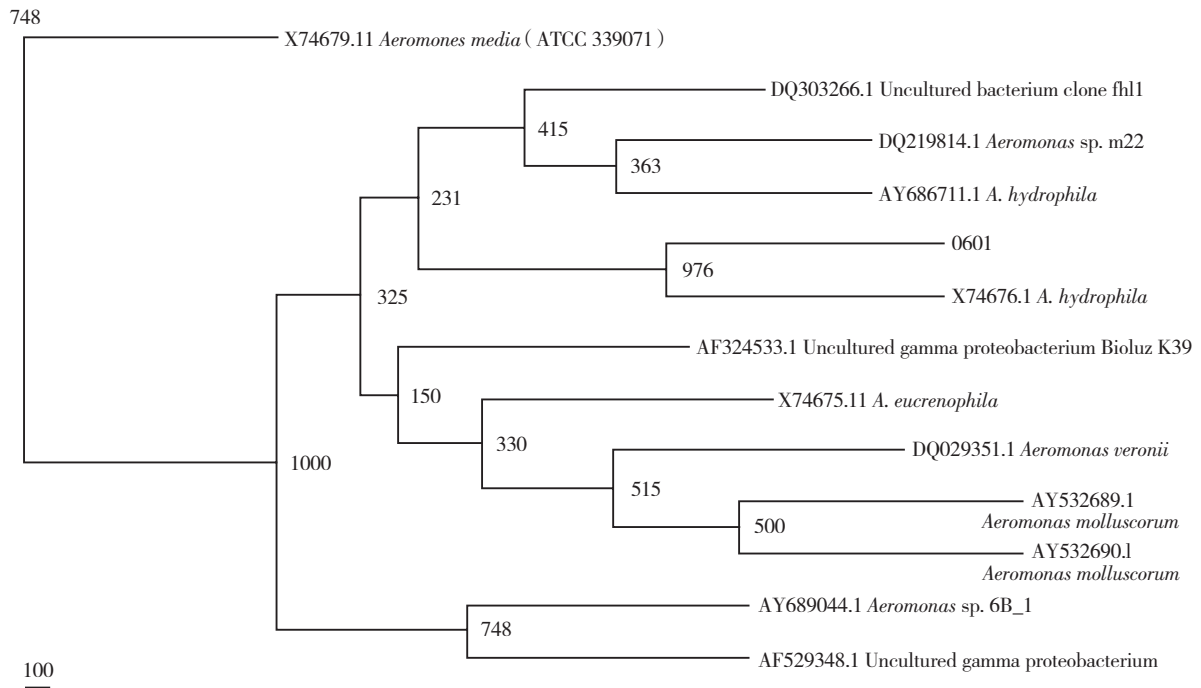 748
X74679.11 Aeromones media ( ATCC 339071 )
DQ303266.1 Uncultured bacterium clone fhl1
415
DQ219814.1 Aeromonas sp. m22
363
AY686711.1 A. hydrophila
231
0601
976
X74676.1 A. hydrophila
325
AF324533.1 Uncultured gamma proteobacterium Bioluz K39
150
X74675.11 A. eucrenophila
330
DQ029351.1 Aeromonas veronii
1000
515
AY532689.1
Aeromonas molluscorum
500
AY532690.l
Aeromonas molluscorum
AY689044.1 Aeromonas sp. 6B_1
748
AF529348.1 Uncultured gamma proteobacterium
100